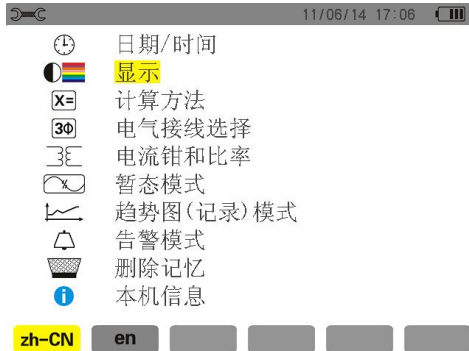 11/06/14 17:06
日期/时间
显示
X= 计算方法
3Φ 电气接线选择
电流钳和比率
暂态模式
趋势图(记录)模式
告警模式
删除记忆
i 本机信息
zh-CN en